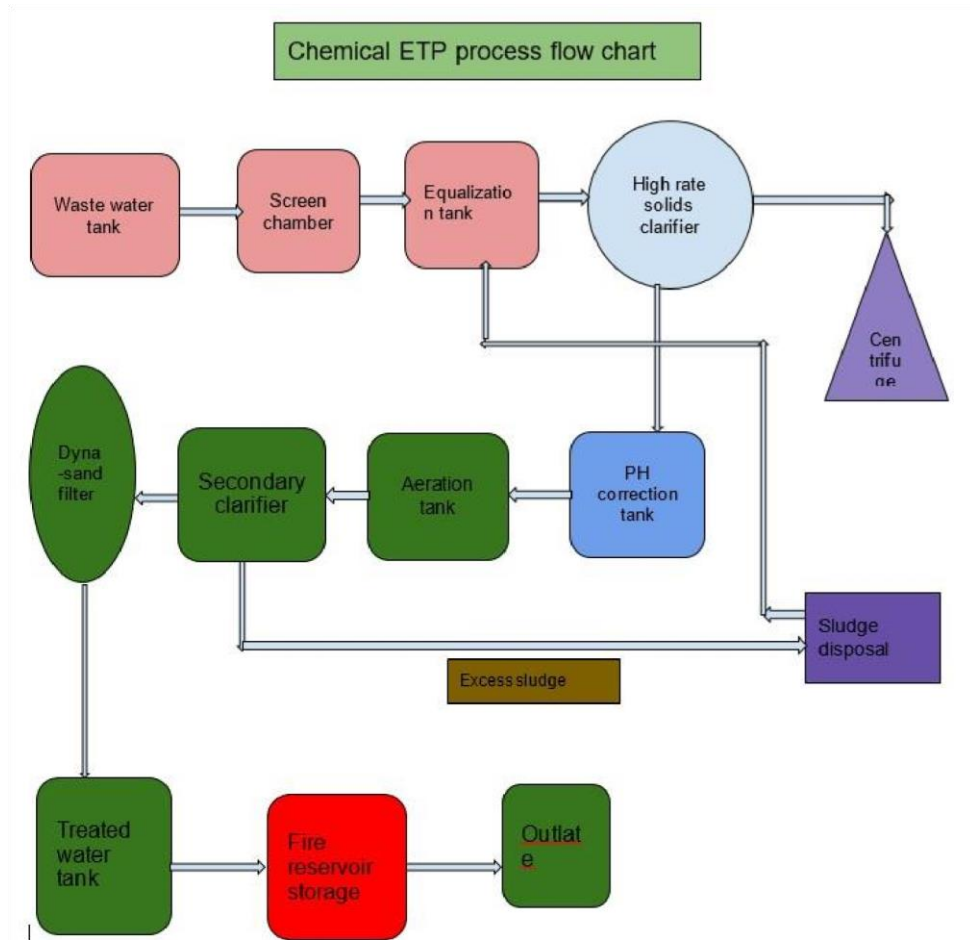 Chemical ETP process flow chart
Waste water
tank
Screen
chamber
Equalizatio
n tank
High rate
solids
clarifier
Cen
trifu
ge
Dyna
-sand
filter
Secondary
clarifier
Aeration
tank
PH
correction
tank
Sludge
disposal
Excess sludge
Treated
water
tank
Fire
reservoir
storage
Outlat
e